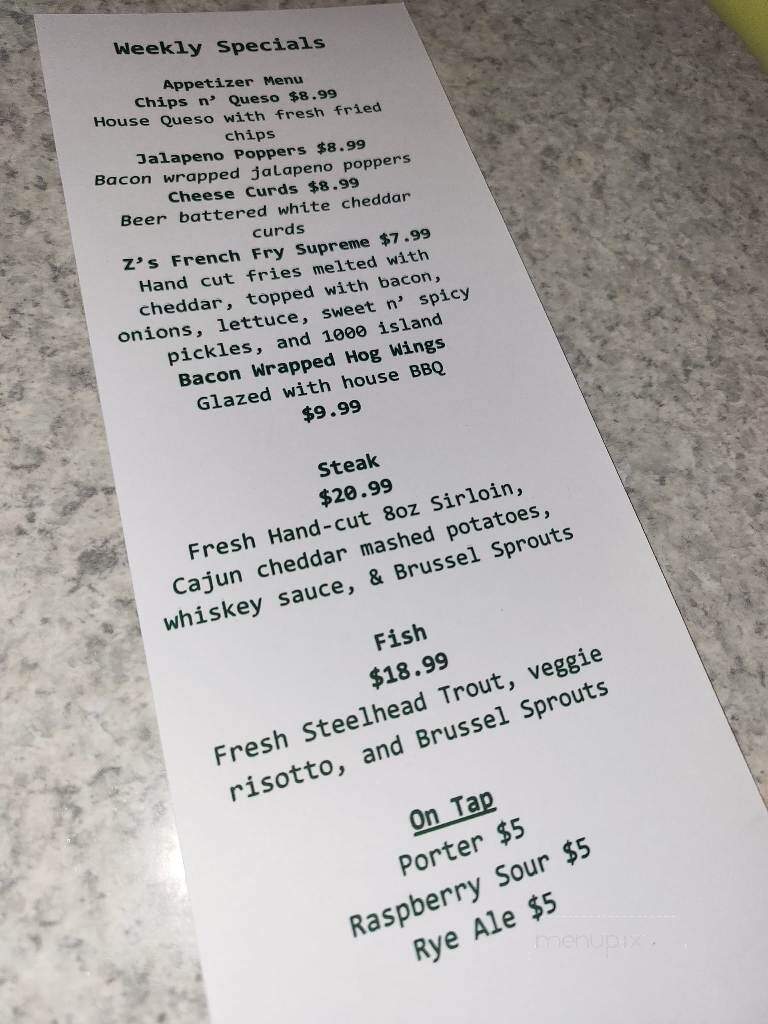 Weekly Specials
Appetizer Menu
Chips n' Queso $8.99
House Queso with fresh fried
chips
Jalapeno Poppers $8.99
Bacon wrapped jalapeno poppers
Cheese Curds $8.99
Beer battered white cheddar
curds
Z's French Fry Supreme $7.99
Hand cut fries melted with
cheddar, topped with bacon,
onions, lettuce, sweet n' spicy
pickles, and 1000 island
Bacon Wrapped Hog Wings
Glazed with house BBQ
$9.99
Steak
$20.99
Fresh Hand-cut 8oz Sirloin,
Cajun cheddar mashed potatoes,
whiskey sauce, & Brussel Sprouts
Fish
$18.99
Fresh Steelhead Trout, veggie
risotto, and Brussel Sprouts
On Tap
Porter $5
Raspberry Sour $5
Rye Ale $5
menupix